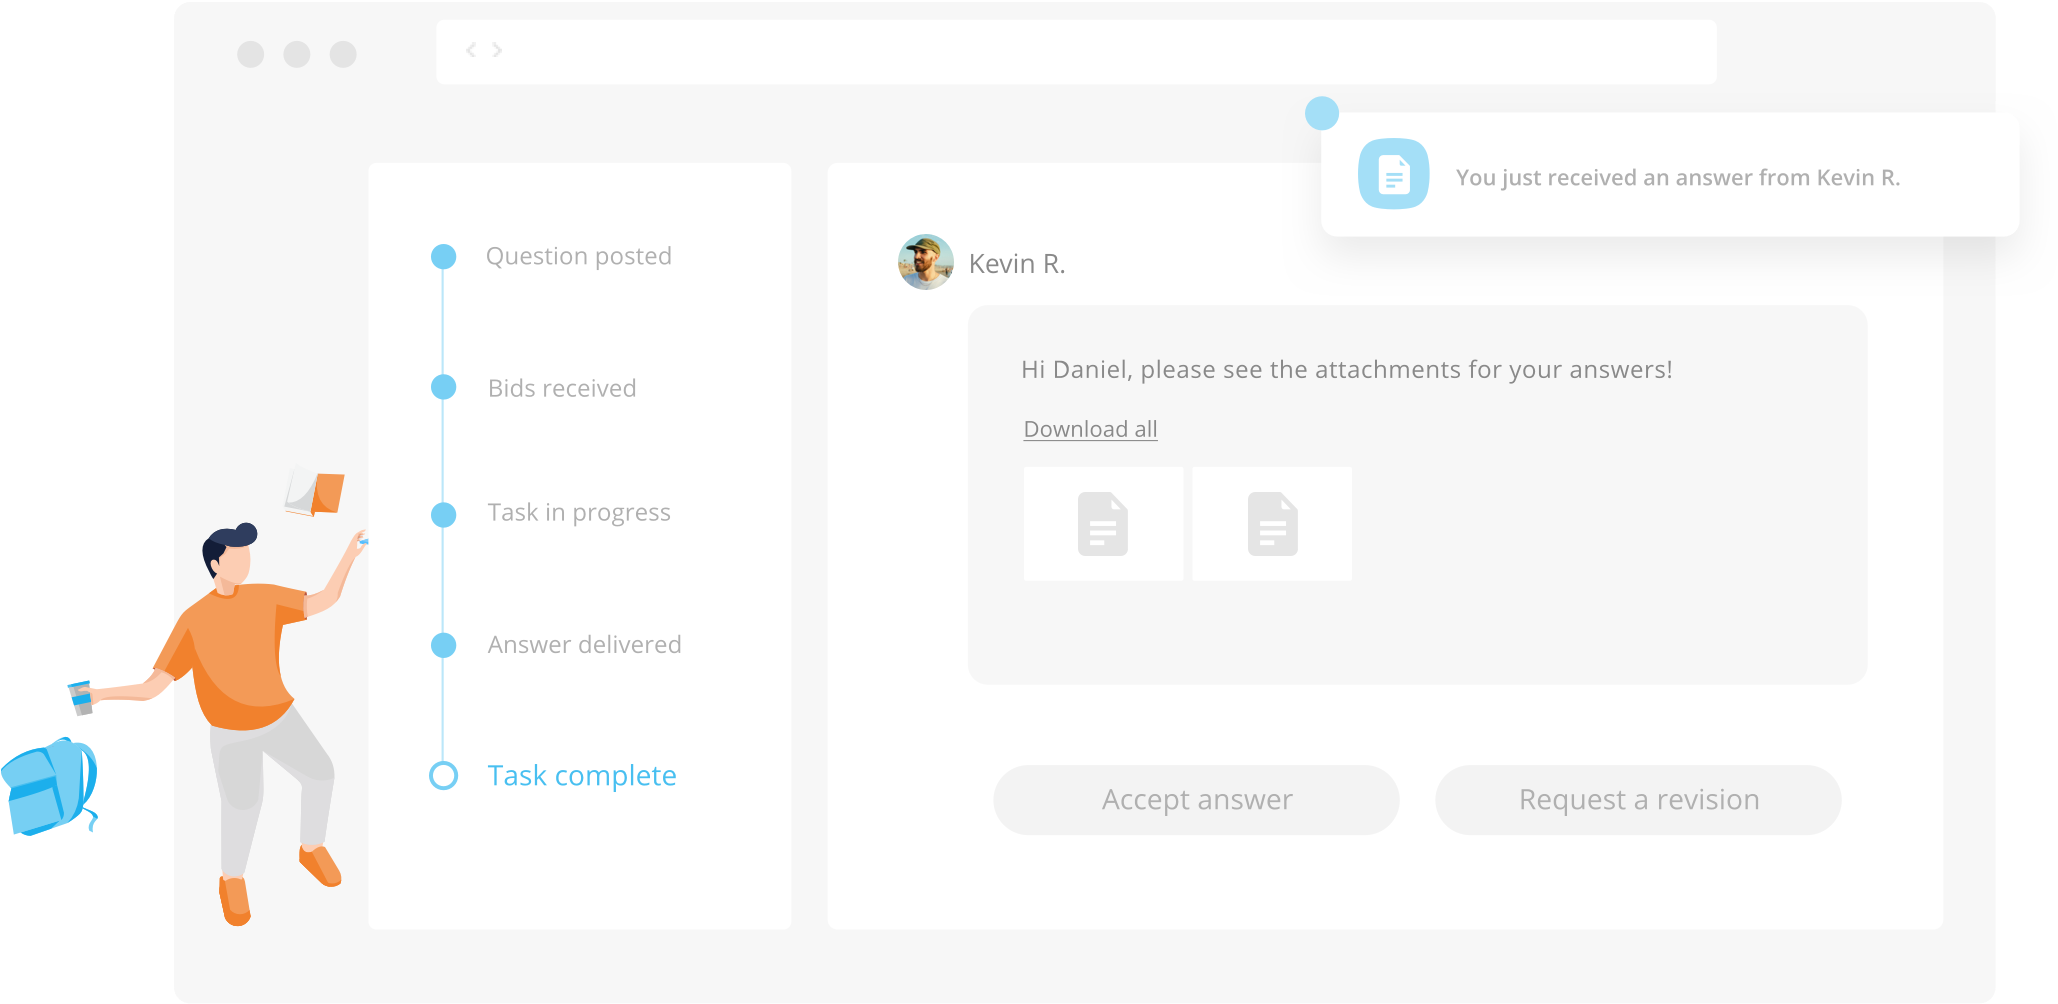 You just received an answer from Kevin R.
Question posted
Bids received
Task in progress
Answer delivered
Task complete
Kevin R.
Hi Daniel, please see the attachments for your answers!
Download all
Accept answer
Request a revision